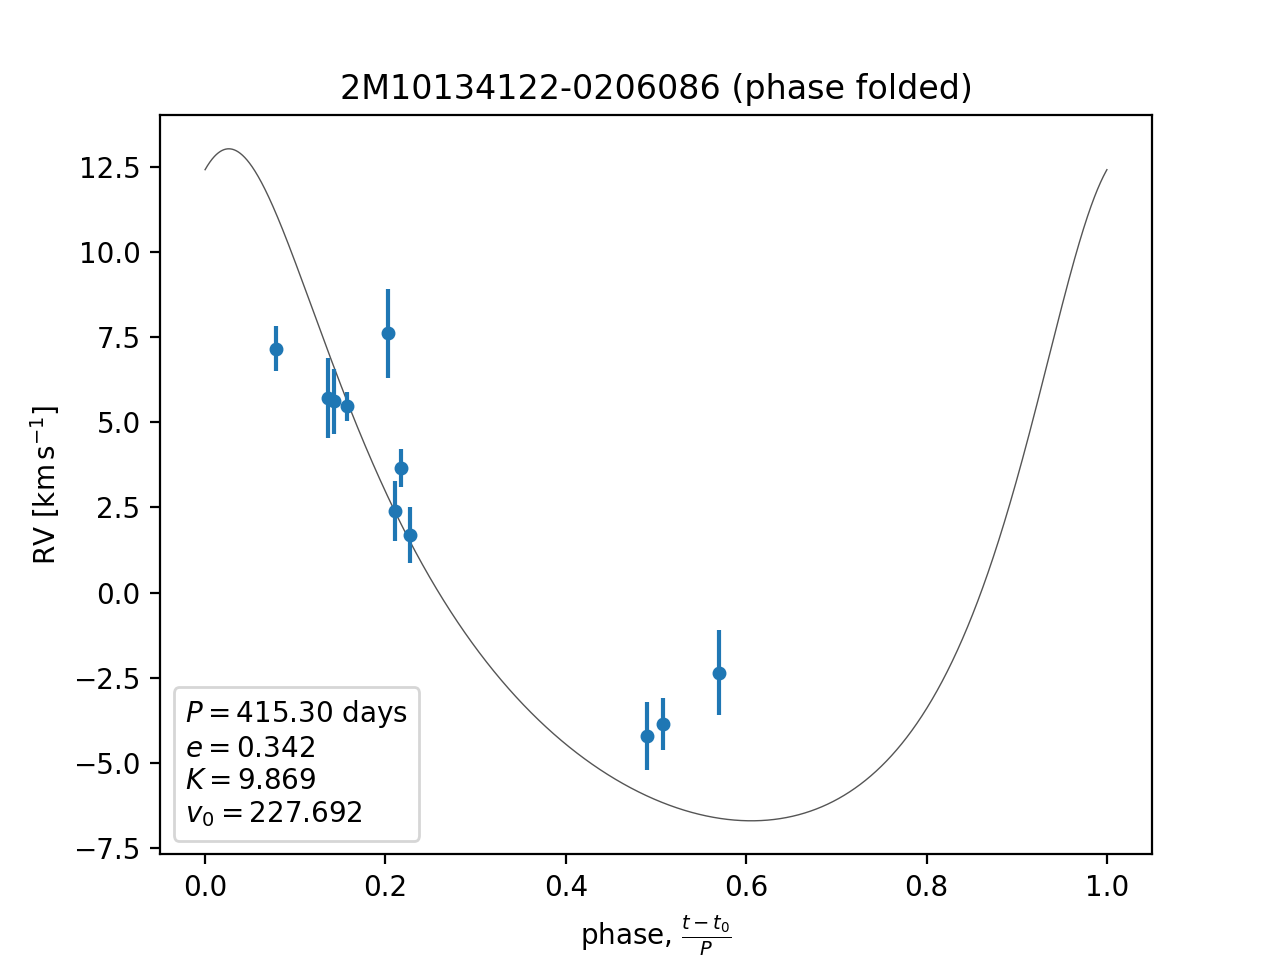 2M10134122-0206086 (phase folded)
RV [km s⁻¹]
12.5
10.0
7.5
5.0
2.5
0.0
−2.5
−5.0
−7.5
P = 415.30 days
e = 0.342
K = 9.869
v₀ = 227.692
0.0 0.2 0.4 0.6 0.8 1.0
phase, (t − t₀)/P